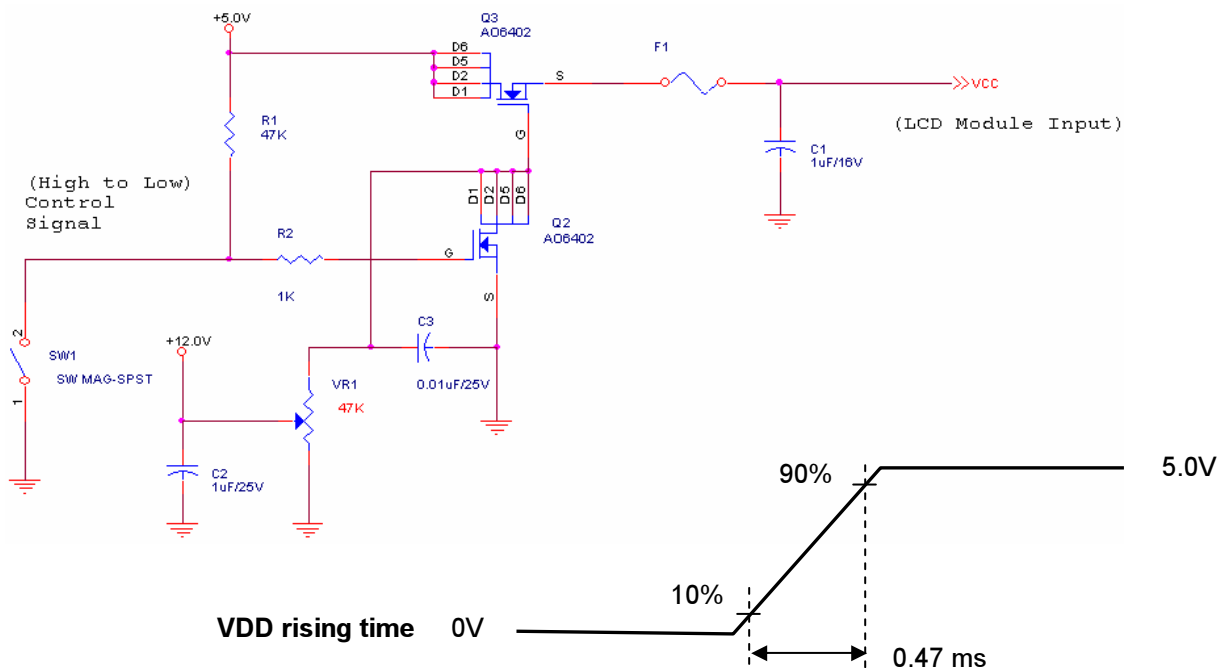 +5.0V
Q3
AO6402
D6
D5
D2
D1
S
G
F1
VCC
(LCD Module Input)
R1
47K
C1
1uF/16V
(High to Low)
Control
Signal
D1
D2
D5
D6
Q2
AO6402
R2
1K
G
S
C3
0.01uF/25V
+12.0V
2
SW1
SW MAG-SPST
1
VR1
47K
C2
1uF/25V
90%
5.0V
10%
VDD rising time 0V
0.47 ms